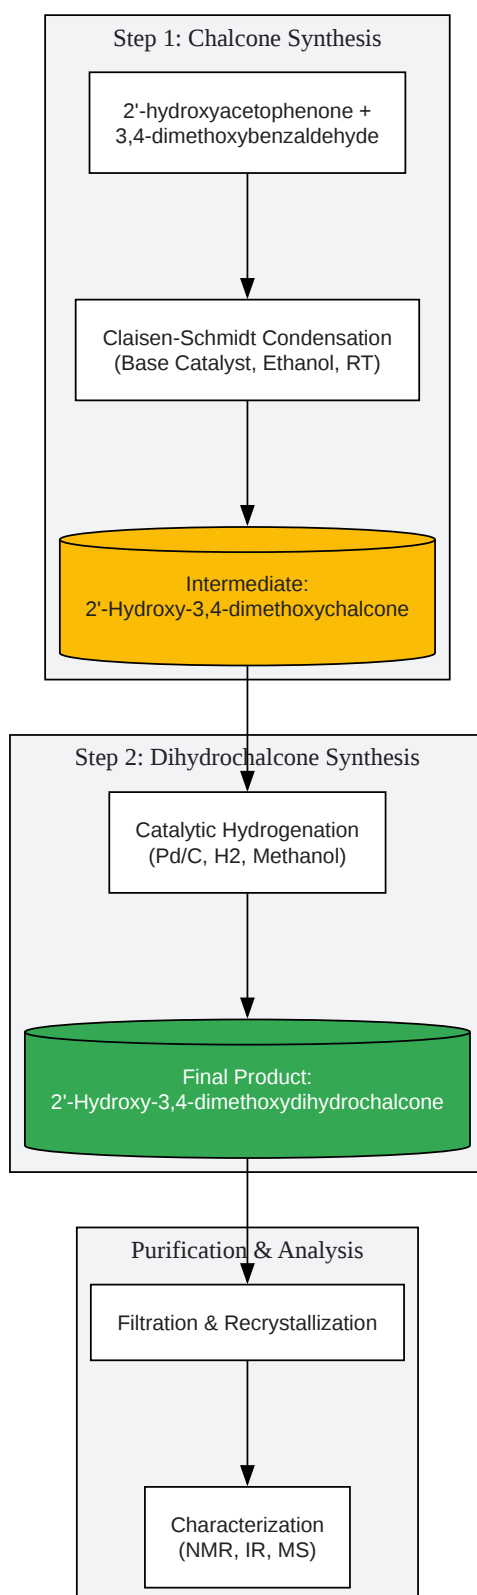 Step 1: Chalcone Synthesis
2'-hydroxyacetophenone +
3,4-dimethoxybenzaldehyde
Claisen-Schmidt Condensation
(Base Catalyst, Ethanol, RT)
Intermediate:
2'-Hydroxy-3,4-dimethoxychalcone
Step 2: Dihydrochalcone Synthesis
Catalytic Hydrogenation
(Pd/C, H2, Methanol)
Final Product:
2'-Hydroxy-3,4-dimethoxydihydrochalcone
Purification & Analysis
Filtration & Recrystallization
Characterization
(NMR, IR, MS)